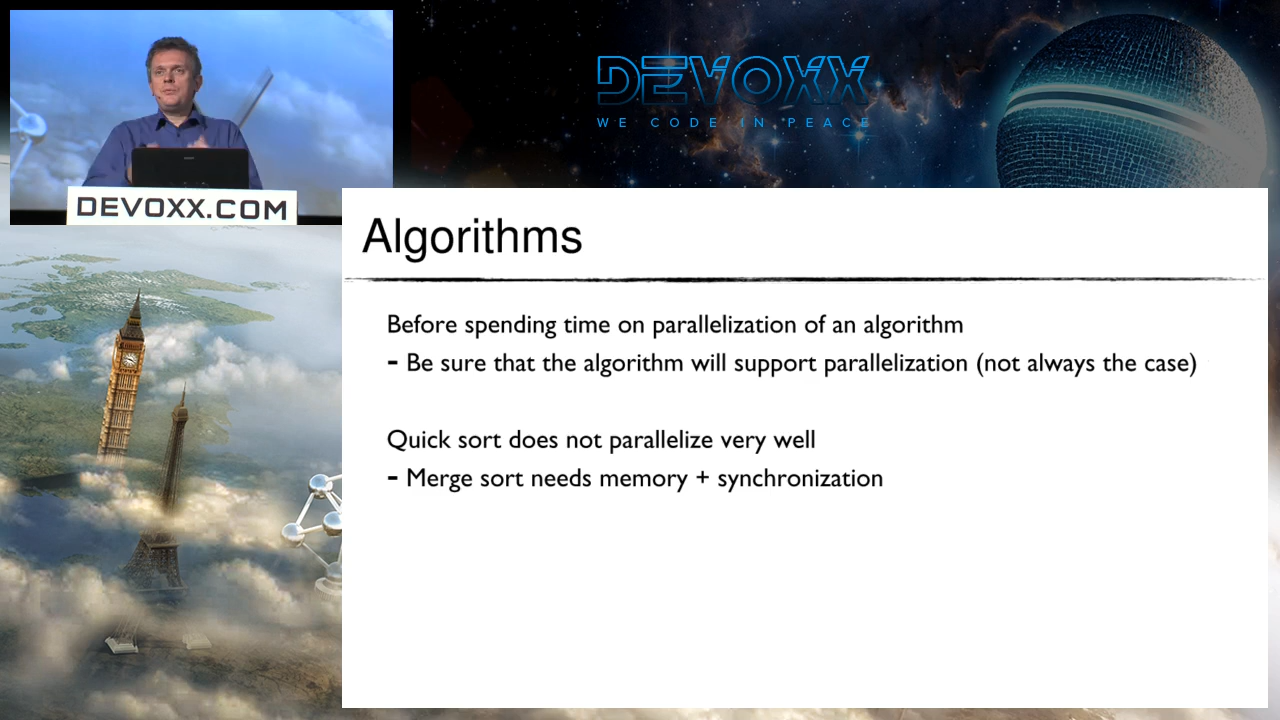 DEVOXX
WE CODE IN PEACE
DEVOXX.COM
Algorithms
Before spending time on parallelization of an algorithm
- Be sure that the algorithm will support parallelization (not always the case)
Quick sort does not parallelize very well
- Merge sort needs memory + synchronization